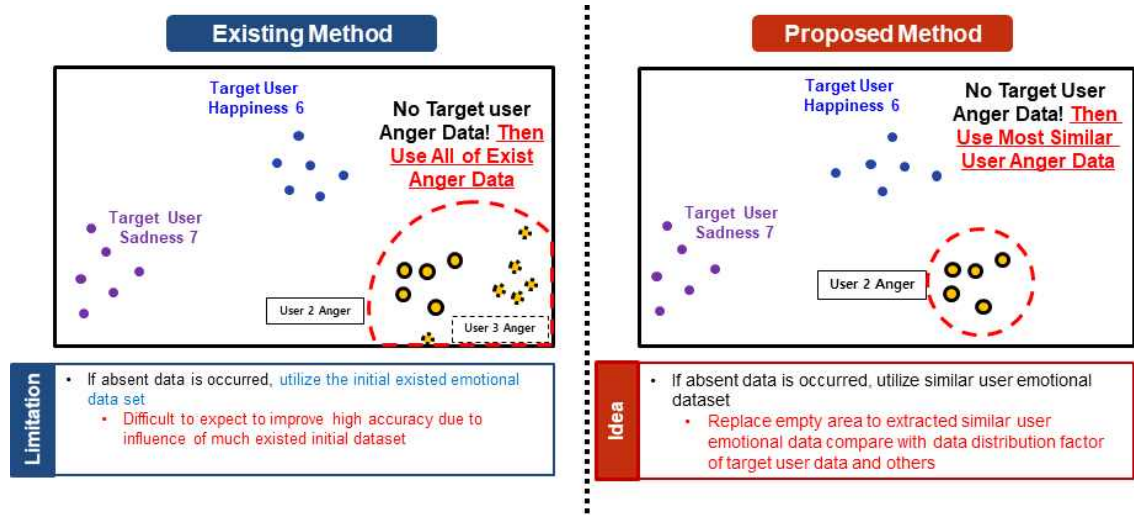 Existing Method
Target User
Happiness 6
No Target user
Anger Data! Then
Use All of Exist
Anger Data
Target User
Sadness 7
User 2 Anger
User 3 Anger
Limitation
• If absent data is occurred, utilize the initial existed emotional
data set
• Difficult to expect to improve high accuracy due to
influence of much existed initial dataset
Proposed Method
Target User
Happiness 6
No Target User
Anger Data! Then
Use Most Similar
User Anger Data
Target User
Sadness 7
User 2 Anger
Idea
• If absent data is occurred, utilize similar user emotional
dataset
• Replace empty area to extracted similar user
emotional data compare with data distribution factor
of target user data and others